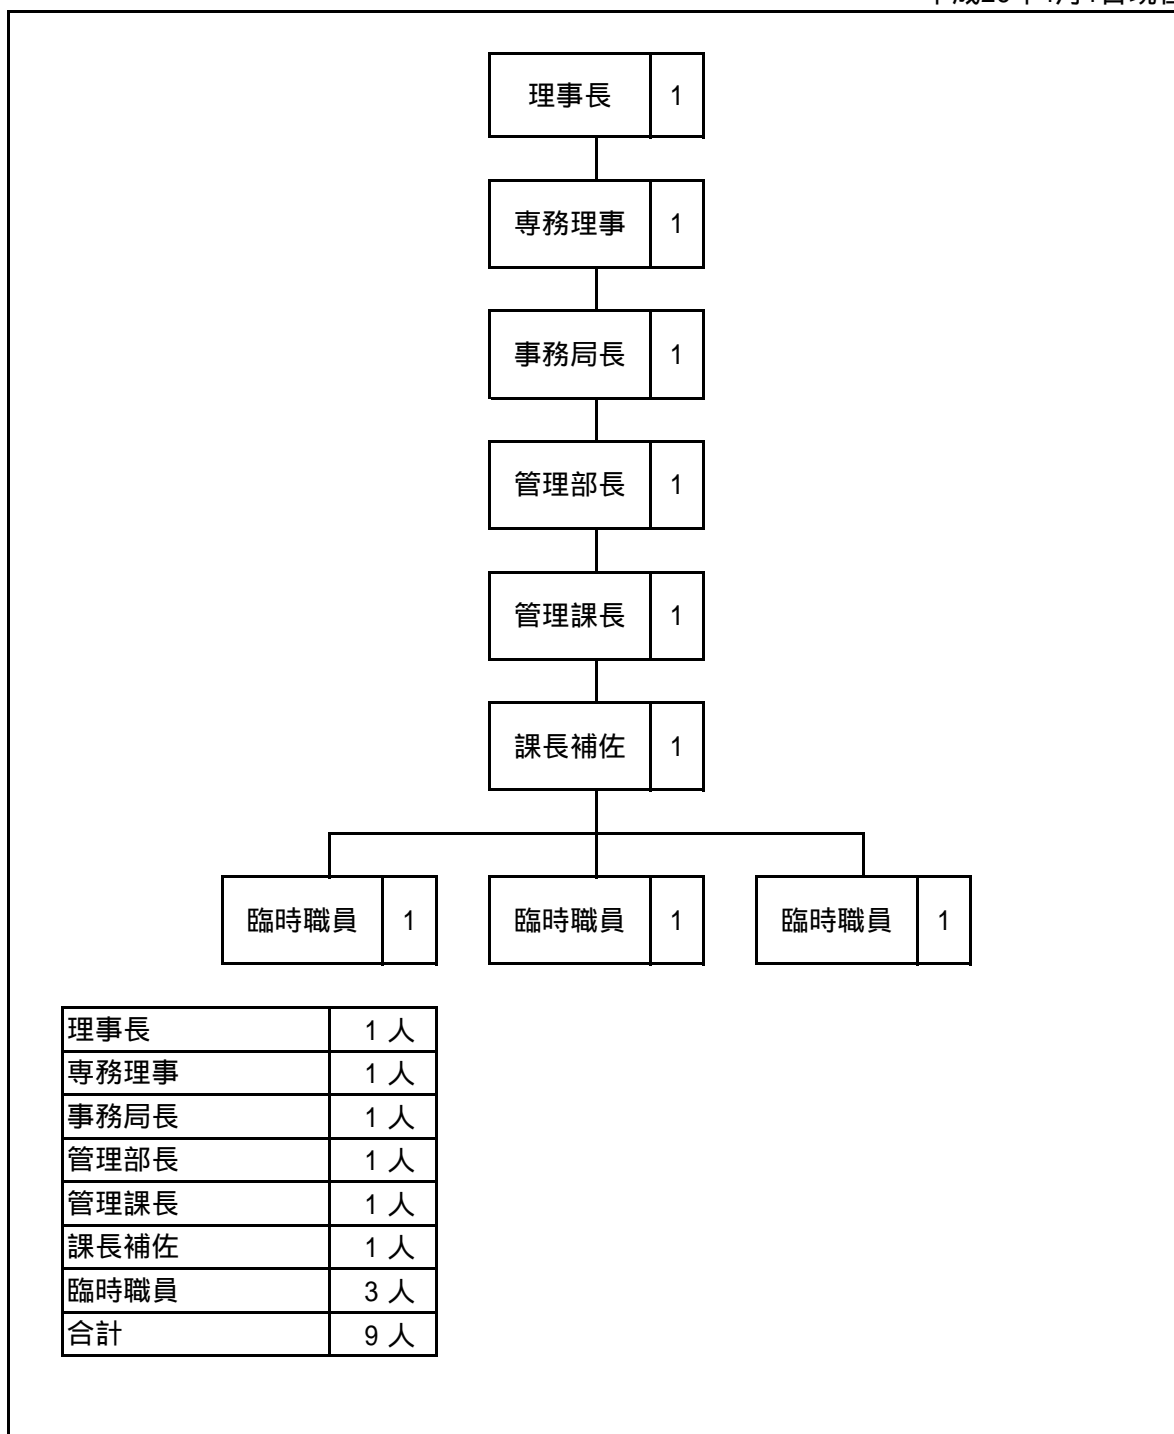 理事長 1
専務理事 1
事務局長 1
管理部長 1
管理課長 1
課長補佐 1
臨時職員 1 臨時職員 1 臨時職員 1
理事長 1 人
専務理事 1 人
事務局長 1 人
管理部長 1 人
管理課長 1 人
課長補佐 1 人
臨時職員 3 人
合計 9 人